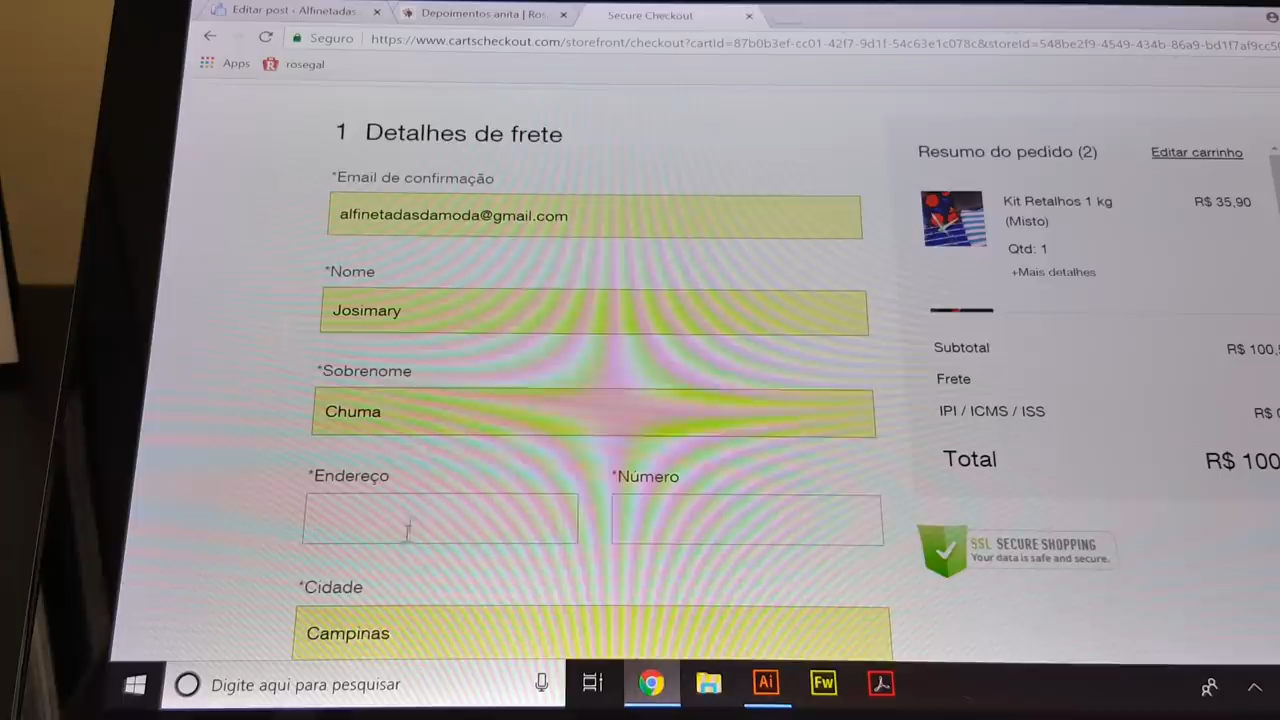 Editar post ‹ Alfinetadas
Depoimentos anita | Ros
Secure Checkout
Seguro
https://www.cartscheckout.com/storefront/checkout?cartId=87b0b3ef-cc01-42f7-9d1f-54c63e1c078c&storeId=548be2f9-4549-434b-86a9-bd1f7af9cc5
Apps
rosegal
1 Detalhes de frete
*Email de confirmação
alfinetadasdamoda@gmail.com
*Nome
Josimary
*Sobrenome
Chuma
*Endereço
*Número
*Cidade
Campinas
Resumo do pedido (2)
Editar carrinho
Kit Retalhos 1 kg
R$ 35,90
(Misto)
Qtd: 1
+Mais detalhes
Subtotal
R$ 100,
Frete
IPI / ICMS / ISS
R$
Total
R$ 100
SSL SECURE SHOPPING
Your data is safe and secure.
Digite aqui para pesquisar
Ai
Fw